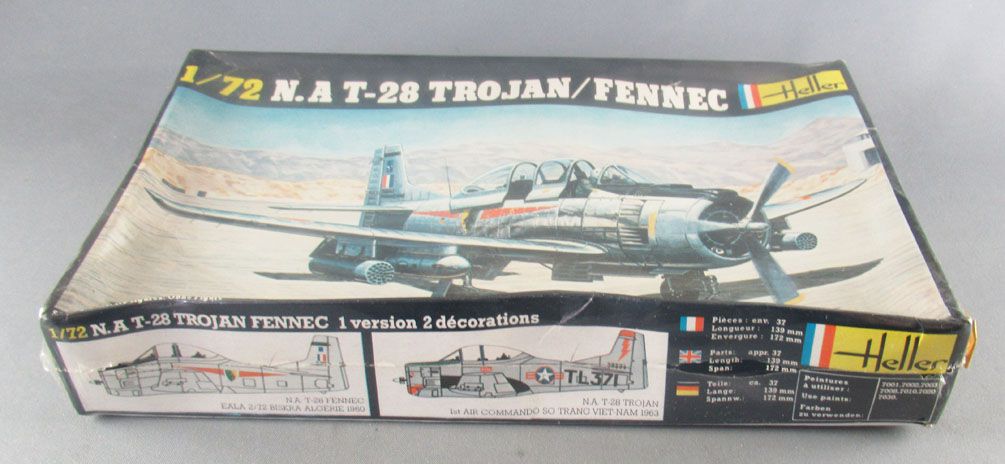 1/72 N.A T-28 TROJAN/FENNEC
Heller
1/72 N.A T-28 TROJAN FENNEC 1 version 2 décorations
N.A. T-28 FENNEC
EALA 2/72 BISKRA ALGERIE 1960
TL371
N.A. T-28 TROJAN
1st AIR COMMANDO SO TRANG VIET-NAM 1963
Pièces: env. 37
Longueur: 139 mm
Envergure: 172 mm
Parts: appr. 37
Length: 139 mm
Span: 172 mm
Teile: ca. 37
Lange: 139 mm
Spannw.: 172 mm
Heller
Peintures
à utiliser:
Use paints:
Farben
zu verwenden: